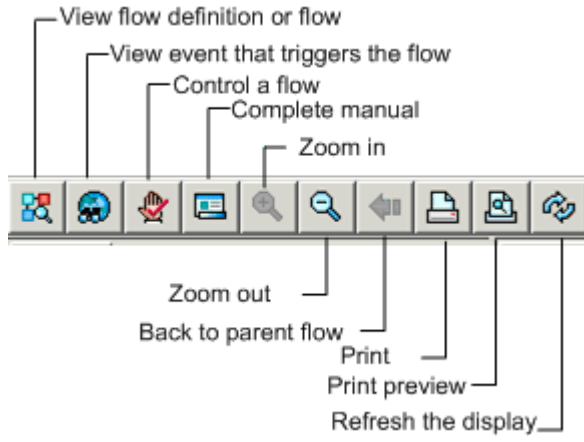 View flow definition or flow
View event that triggers the flow
Control a flow
Complete manual
Zoom in
Zoom out
Back to parent flow
Print
Print preview
Refresh the display